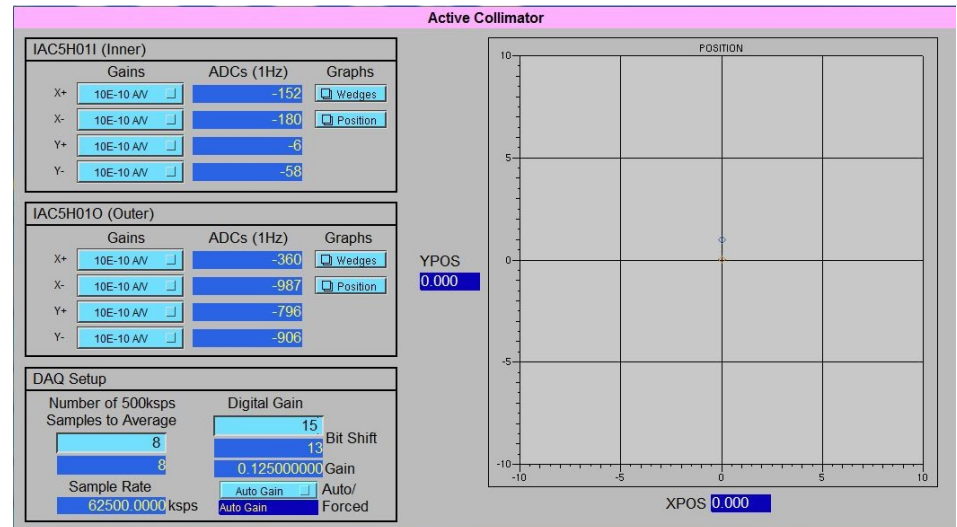 Active Collimator
IAC5H01I (Inner)
Gains ADCs (1Hz) Graphs
X+ 10E-10 A/V -152 Wedges
X- 10E-10 A/V -180 Position
Y+ 10E-10 A/V -6
Y- 10E-10 A/V -58
IAC5H01O (Outer)
Gains ADCs (1Hz) Graphs
X+ 10E-10 A/V -360 Wedges
X- 10E-10 A/V -987 Position
Y+ 10E-10 A/V -796
Y- 10E-10 A/V -906
DAQ Setup
Number of 500ksps
Samples to Average
8
8
Sample Rate
62500.0000 ksps
Digital Gain
15
13
Bit Shift
0.125000000 Gain
Auto Gain
Auto Gain
Auto/
Forced
YPOS
0.000
POSITION
10
5
0
-5
-10
-10 -5 0 5 10
XPOS 0.000